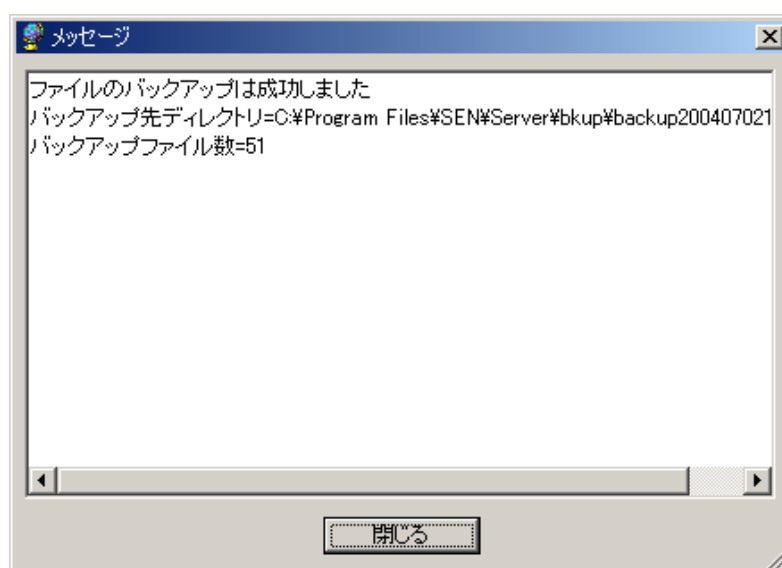 メッセージ
ファイルのバックアップは成功しました
バックアップ先ディレクトリ=C:¥Program Files¥SEN¥Server¥bkup¥backup200407021
バックアップファイル数=51
閉じる